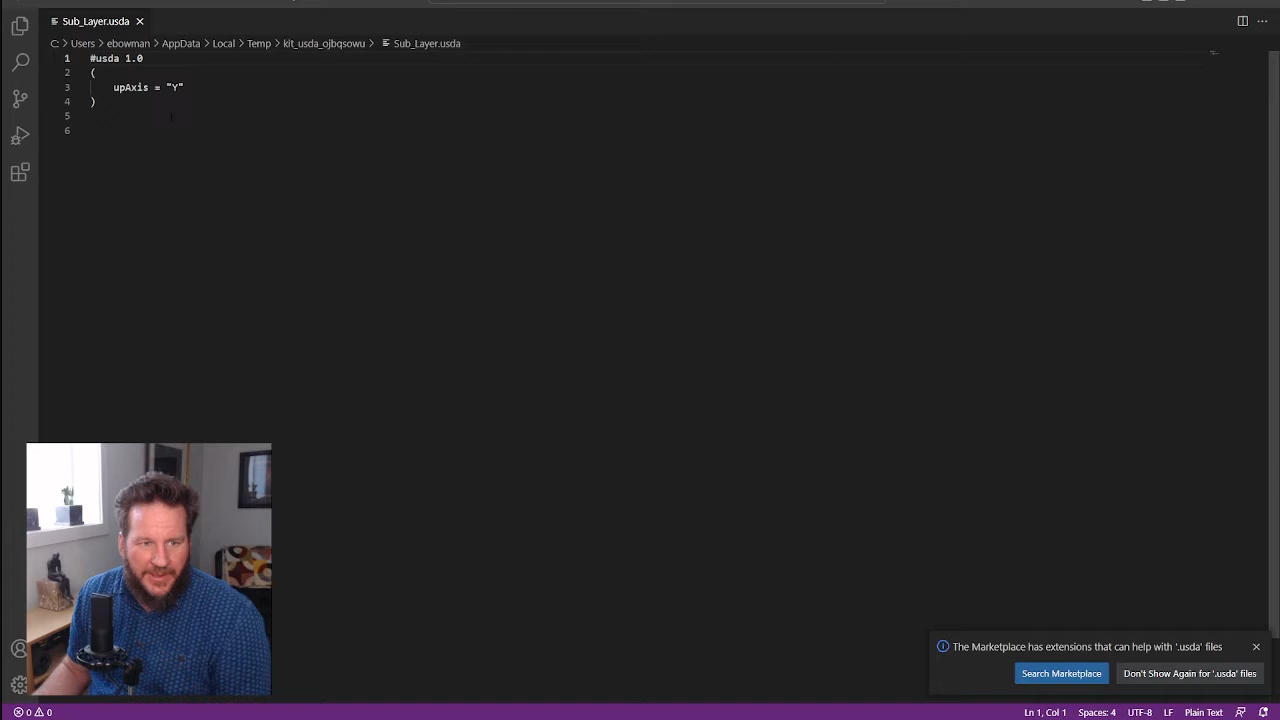 Sub_Layer.usda
C: > Users > ebowman > AppData > Local > Temp > kit_usda_ojbqsowu > Sub_Layer.usda
1 #usda 1.0
2 (
3 upAxis = "Y"
4 )
5
6
The Marketplace has extensions that can help with '.usda' files
Search Marketplace Don't Show Again for '.usda' files
0 0 Ln 1, Col 1 Spaces: 4 UTF-8 LF Plain Text